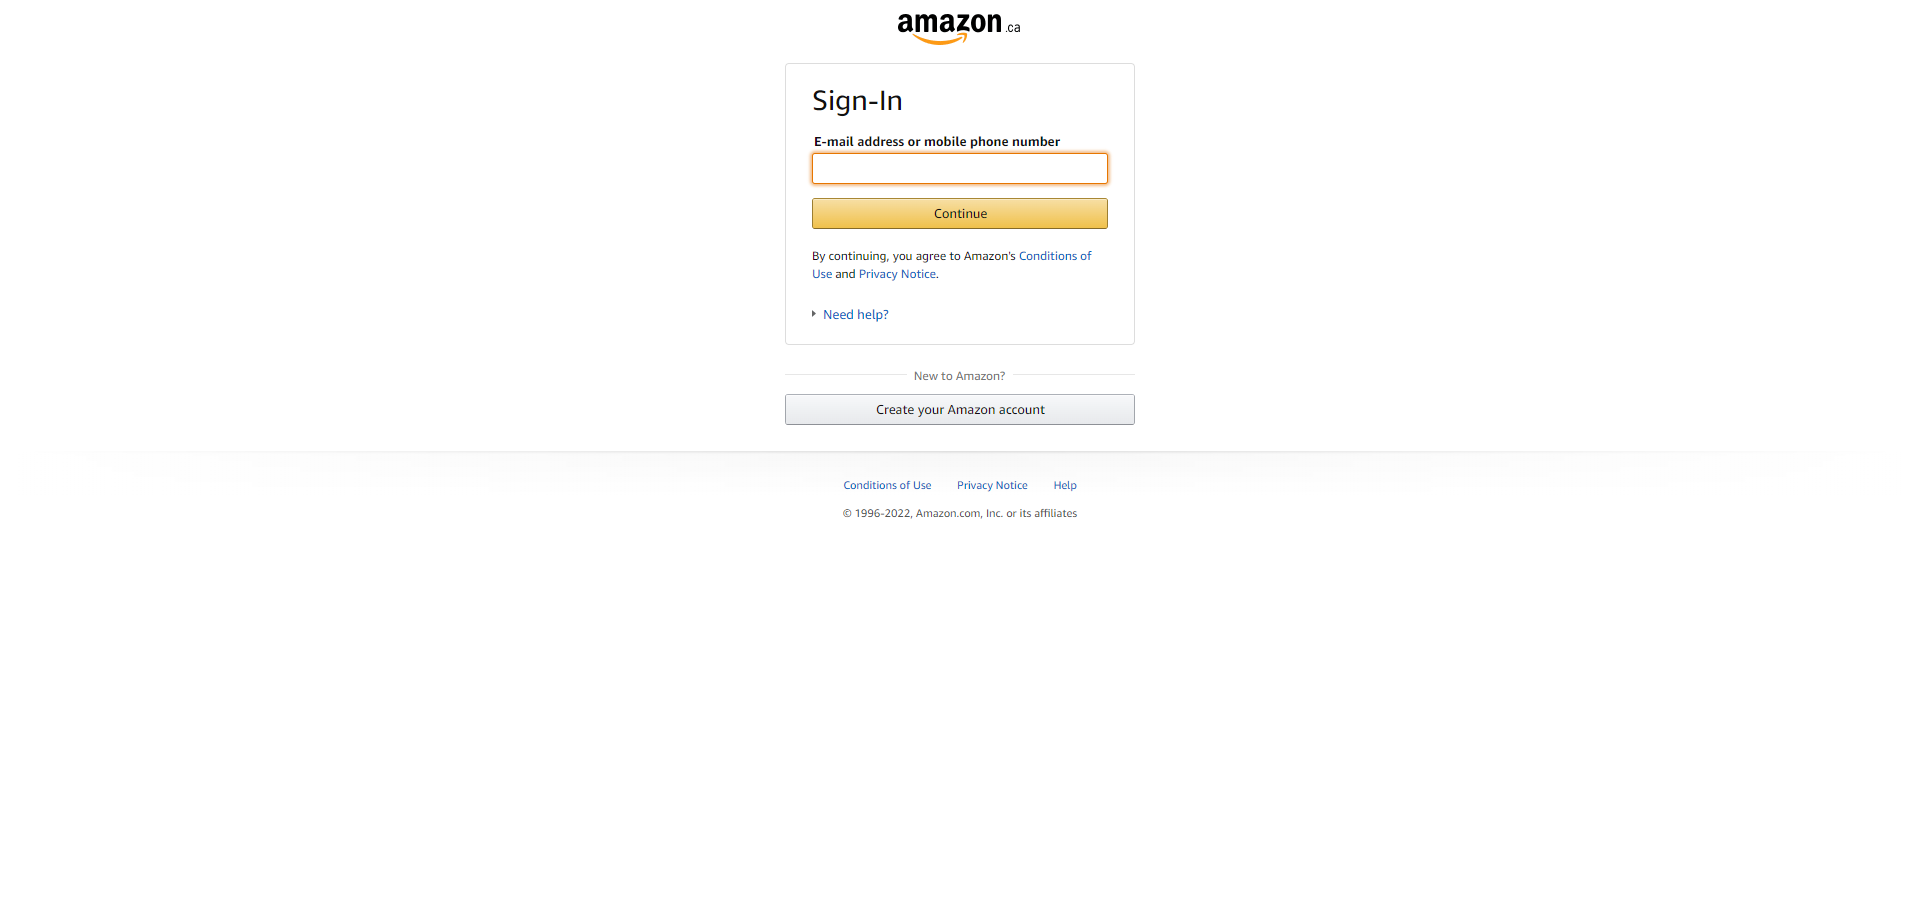 amazon.ca
Sign-In
E-mail address or mobile phone number
Continue
By continuing, you agree to Amazon's Conditions of
Use and Privacy Notice.
Need help?
New to Amazon?
Create your Amazon account
Conditions of Use Privacy Notice Help
© 1996-2022, Amazon.com, Inc. or its affiliates